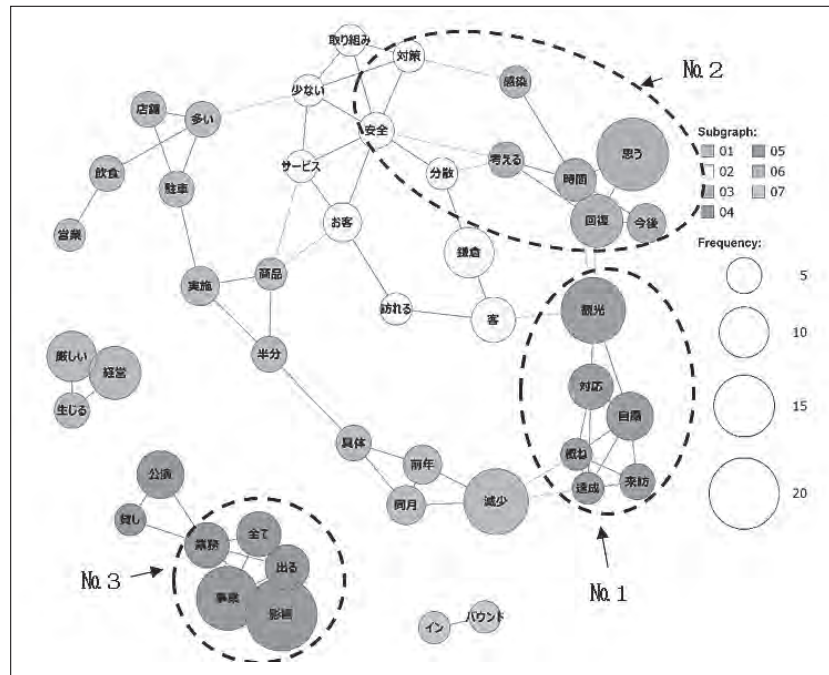 取り組み
対策
感染
№.2
少ない
店舗
多い
安全
思う
Subgraph:
01 05
02 06
03 07
04
サービス
考える
分散
時間
飲食
駐車
お客
回復
今後
営業
鎌倉
Frequency:
5
商品
実施
訪れる
客
観光
10
厳しい
経営
半分
対応
生じる
自粛
15
具体
前年
概ね
来訪
達成
公演
同月
減少
20
貸し
業務
全て
出る
№.3
事業
影響
№.1
イン
バウンド